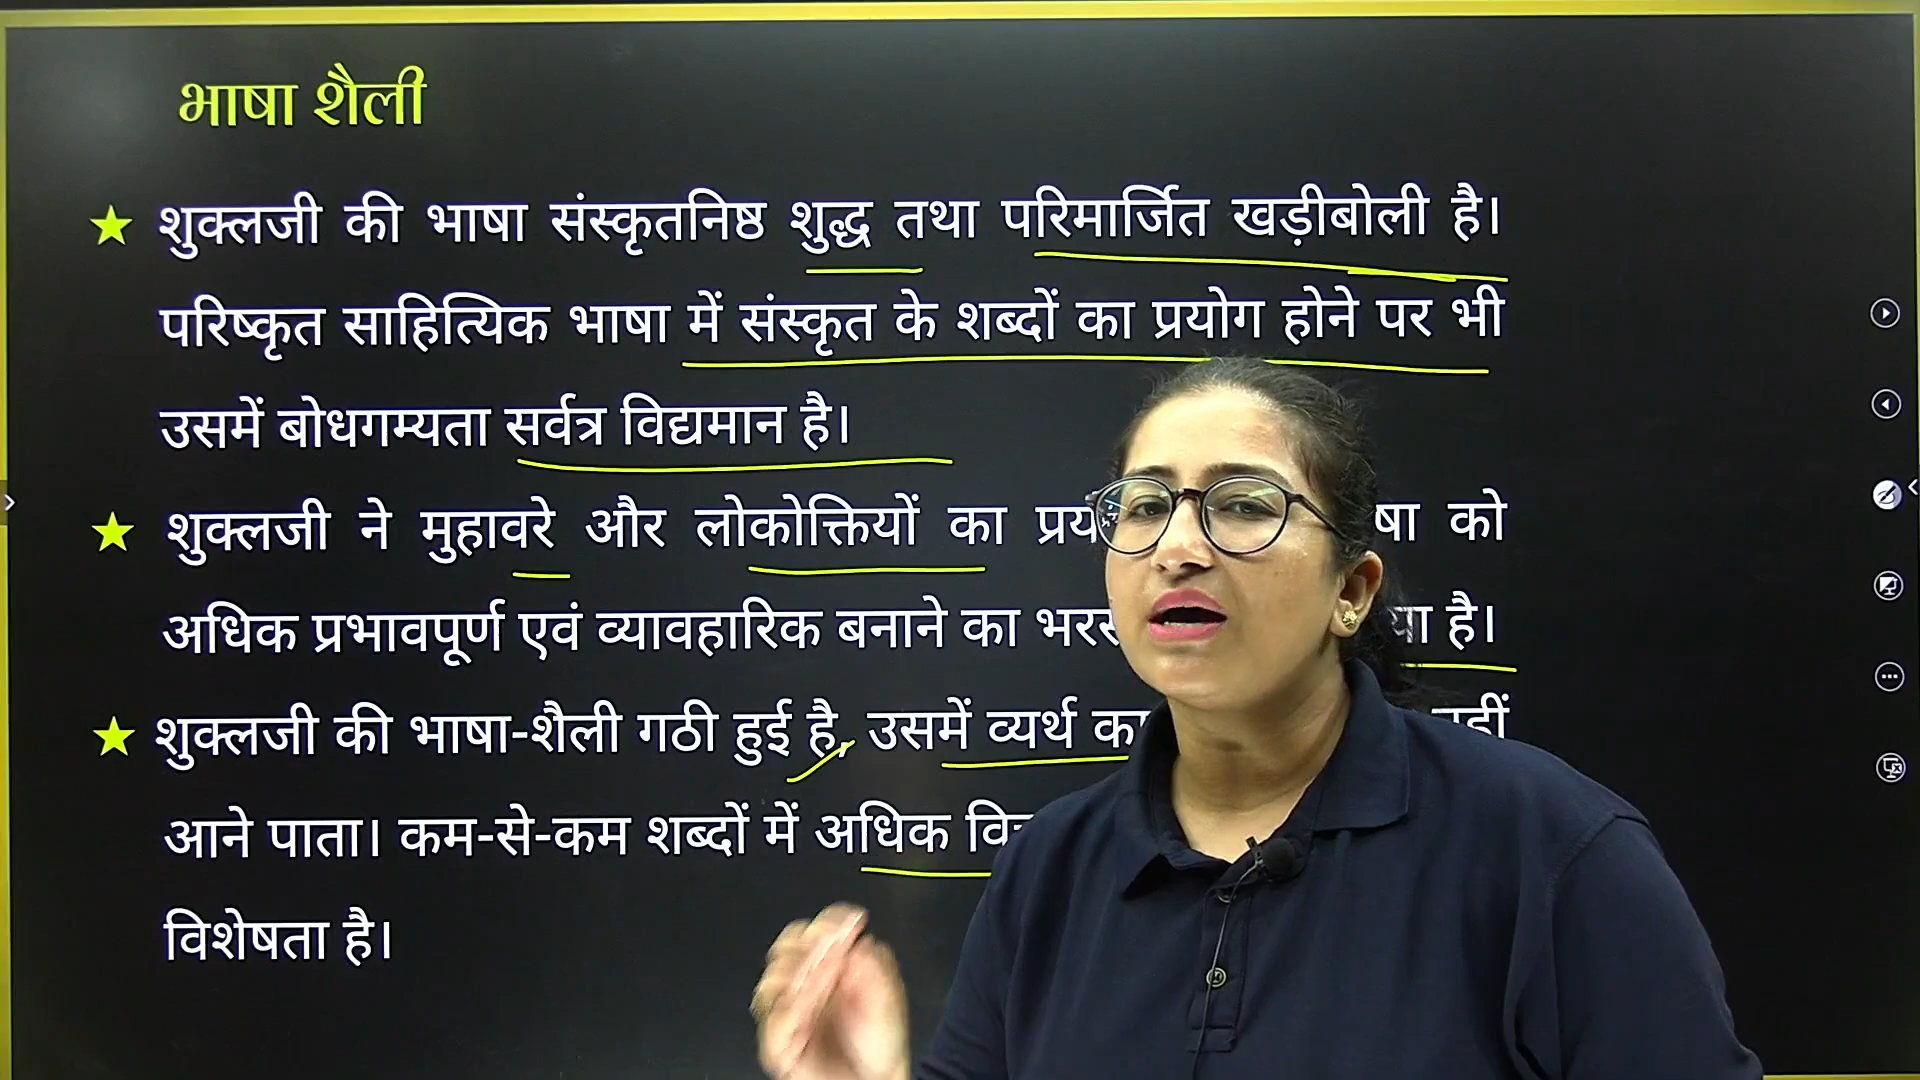 भाषा शैली
शुक्लजी की भाषा संस्कृतनिष्ठ शुद्ध तथा परिमार्जित खड़ीबोली है।
परिष्कृत साहित्यिक भाषा में संस्कृत के शब्दों का प्रयोग होने पर भी
उसमें बोधगम्यता सर्वत्र विद्यमान है।
शुक्लजी ने मुहावरे और लोकोक्तियों का को
अधिक प्रभावपूर्ण एवं व्यावहारिक बनाने का है।
शुक्लजी की भाषा-शैली गठी हुई है, उसमें व्यर्थ
आने पाता। कम-से-कम शब्दों में अधिक
विशेषता है।